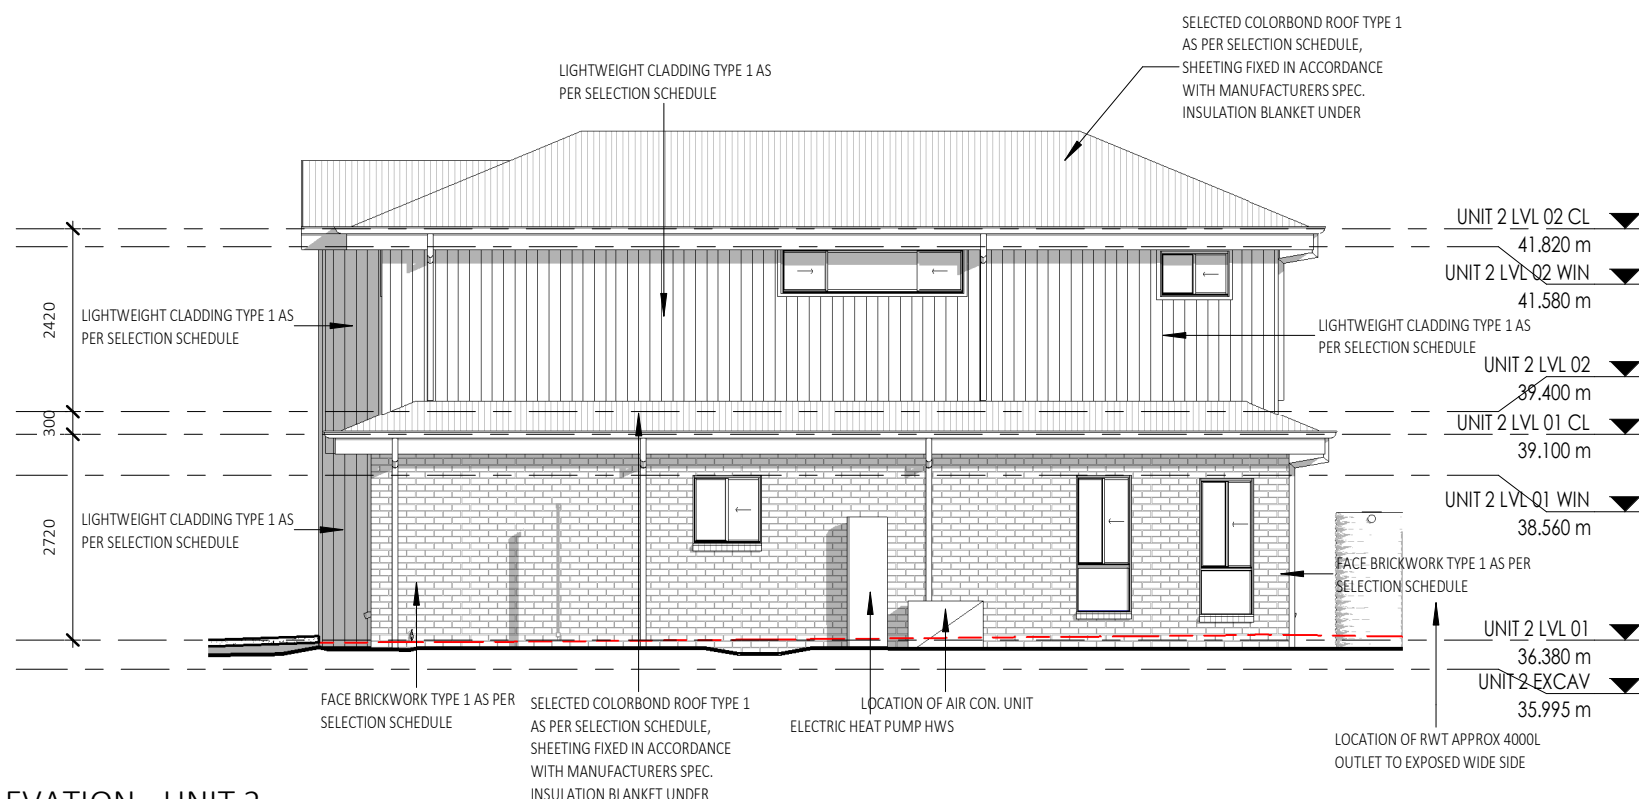 SELECTED COLORBOND ROOF TYPE 1
AS PER SELECTION SCHEDULE,
SHEETING FIXED IN ACCORDANCE
WITH MANUFACTURERS SPEC.
INSULATION BLANKET UNDER
LIGHTWEIGHT CLADDING TYPE 1 AS
PER SELECTION SCHEDULE
UNIT 2 LVL 02 CL
41.820 m
UNIT 2 LVL 02 WIN
41.580 m
2420
LIGHTWEIGHT CLADDING TYPE 1 AS
PER SELECTION SCHEDULE
LIGHTWEIGHT CLADDING TYPE 1 AS
PER SELECTION SCHEDULE
UNIT 2 LVL 02
39.400 m
300
UNIT 2 LVL 01 CL
39.100 m
UNIT 2 LVL 01 WIN
38.560 m
2720
LIGHTWEIGHT CLADDING TYPE 1 AS
PER SELECTION SCHEDULE
FACE BRICKWORK TYPE 1 AS PER
SELECTION SCHEDULE
UNIT 2 LVL 01
36.380 m
UNIT 2 EXCAV
35.995 m
FACE BRICKWORK TYPE 1 AS PER
SELECTION SCHEDULE
SELECTED COLORBOND ROOF TYPE 1
AS PER SELECTION SCHEDULE,
SHEETING FIXED IN ACCORDANCE
WITH MANUFACTURERS SPEC.
INSULATION BLANKET UNDER
LOCATION OF AIR CON. UNIT
ELECTRIC HEAT PUMP HWS
LOCATION OF RWT APPROX 4000L
OUTLET TO EXPOSED WIDE SIDE
EVATION - UNIT 2